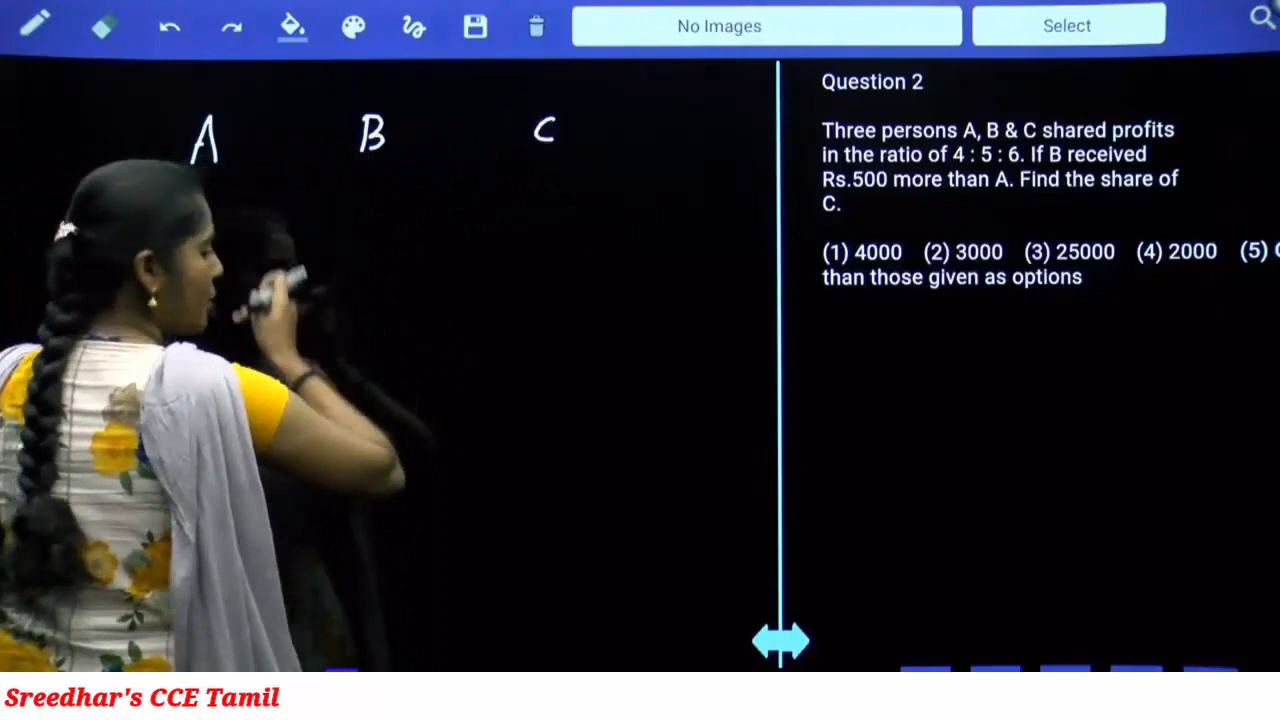 No Images
Select
A B C
Question 2
Three persons A, B & C shared profits
in the ratio of 4 : 5 : 6. If B received
Rs.500 more than A. Find the share of
C.
(1) 4000 (2) 3000 (3) 25000 (4) 2000 (5)
than those given as options
Sreedhar's CCE Tamil